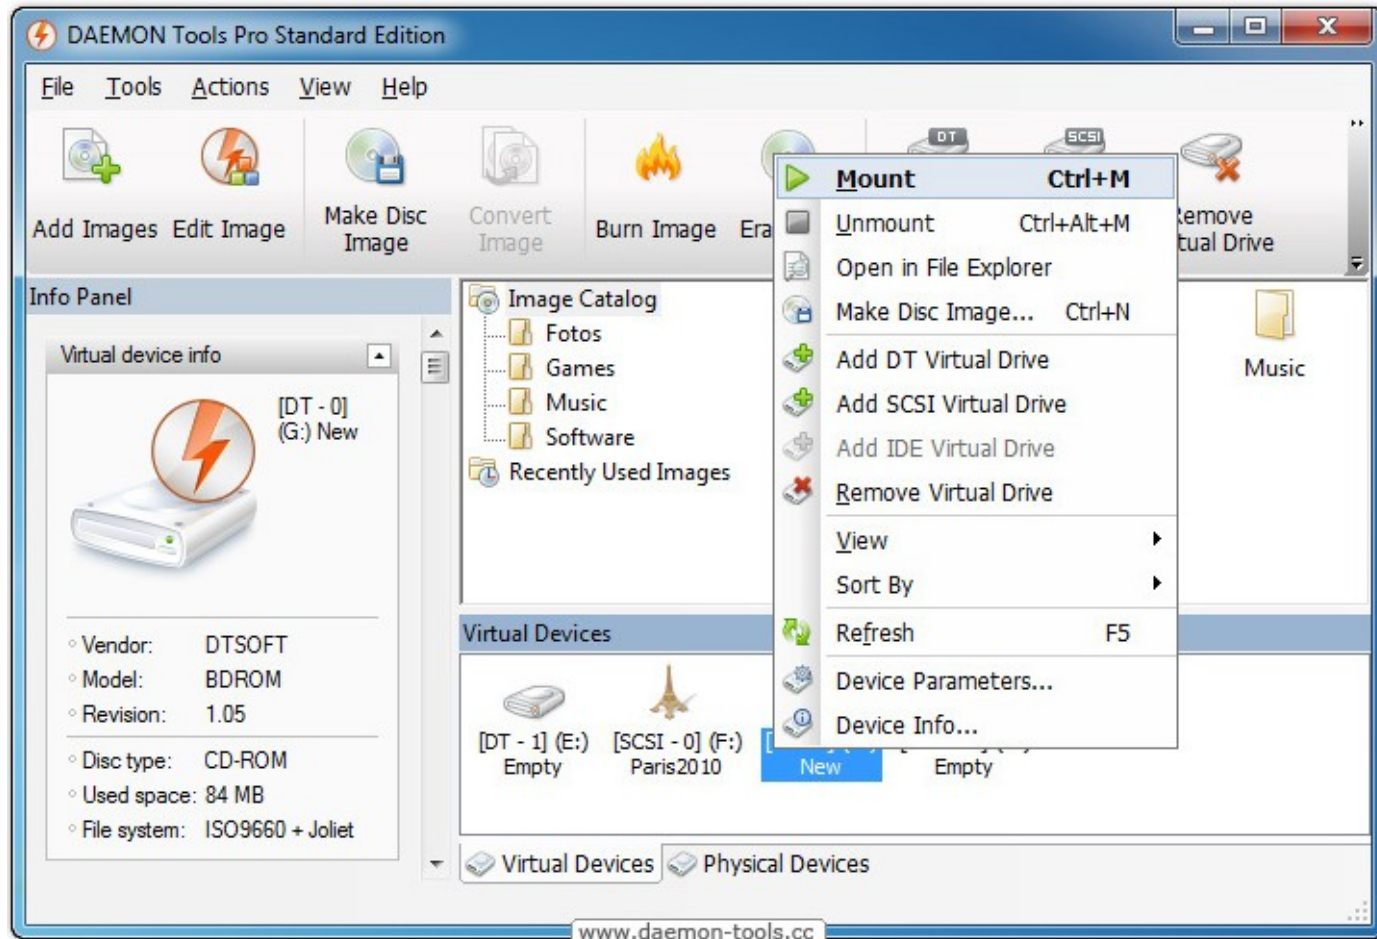 DAEMON Tools Pro Standard Edition
File Tools Actions View Help
DT
SCSI
Add Images
Edit Image
Make Disc
Image
Convert
Image
Burn Image
Remove
Info Panel
Virtual device info
[DT - 0]
(G:) New
Vendor: DTSOFT
Model: BDROM
Revision: 1.05
Disc type: CD-ROM
Used space: 84 MB
File system: ISO9660 + Joliet
Image Catalog
Fotos
Games
Music
Software
Recently Used Images
Music
Mount Ctrl+M
Unmount Ctrl+Alt+M
Open in File Explorer
Make Disc Image... Ctrl+N
Add DT Virtual Drive
Add SCSI Virtual Drive
Add IDE Virtual Drive
Remove Virtual Drive
View
Sort By
Refresh F5
Device Parameters...
Device Info...
Virtual Devices
[DT - 1] (E:)
Empty
[SCSI - 0] (F:)
Paris2010
New
Empty
Virtual Devices
Physical Devices
www.daemon-tools.cc